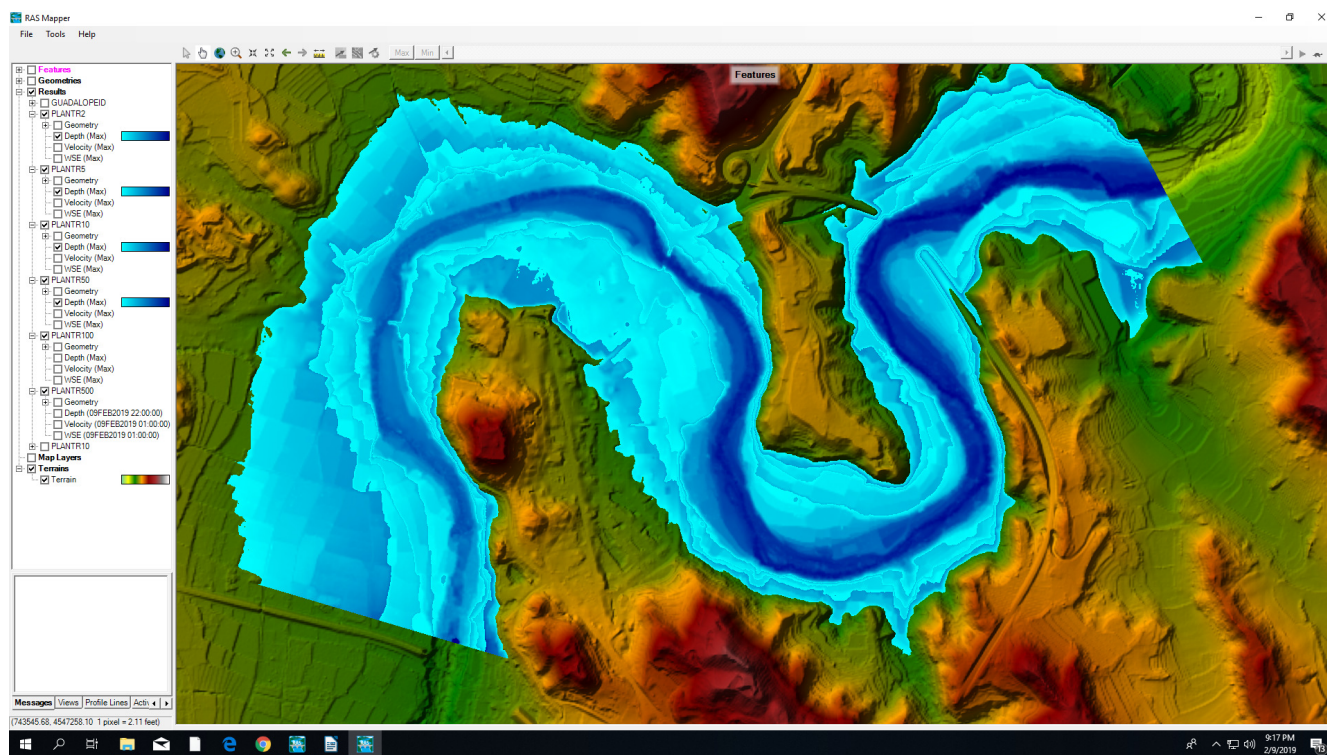 RAS Mapper
File Tools Help
Max Min
Features
Geometries
Results
GUADALOPEID
PLANTR2
Geometry
Depth (Max)
Velocity (Max)
WSE (Max)
PLANTR5
Geometry
Depth (Max)
Velocity (Max)
WSE (Max)
PLANTR10
Geometry
Depth (Max)
Velocity (Max)
WSE (Max)
PLANTR50
Geometry
Depth (Max)
Velocity (Max)
WSE (Max)
PLANTR100
Geometry
Depth (Max)
Velocity (Max)
WSE (Max)
PLANTR500
Geometry
Depth (09FEB2019 22:00:00)
Velocity (09FEB2019 01:00:00)
WSE (09FEB2019 01:00:00)
PLANTR10
Map Layers
Terrains
Terrain
Features
Messages Views Profile Lines
(743545.68, 4547258.10 1 pixel = 2.11 feet)
9:17 PM
2/9/2019